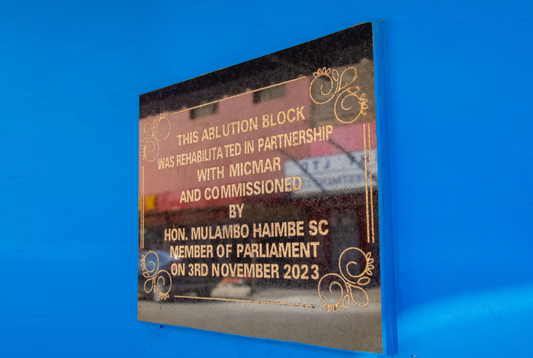 THIS ABLUTION BLOCK
WAS REHABILITATED IN PARTNERSHIP
WITH MICMAR
AND COMMISSIONED
BY
HON. MULAMBO HAIMBE SC
MEMBER OF PARLIAMENT
ON 3RD NOVEMBER 2023